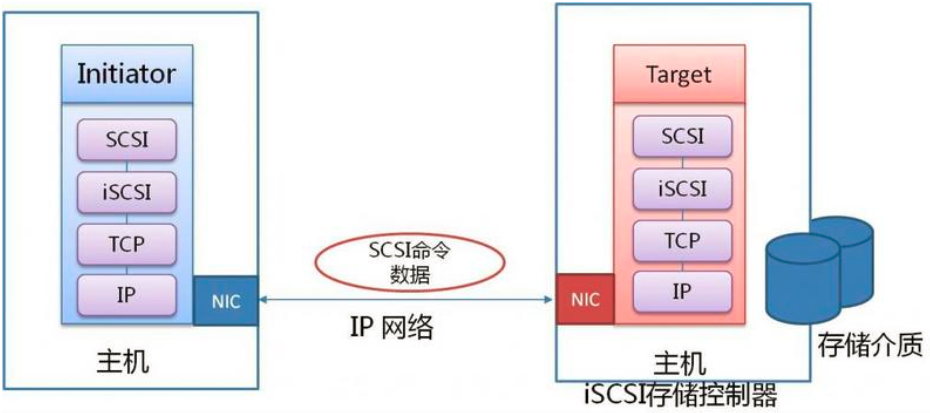 Initiator
SCSI
iSCSI
TCP
IP
NIC
主机
SCSI命令
数据
IP 网络
Target
SCSI
iSCSI
TCP
IP
NIC
主机
iSCSI存储控制器
存储介质